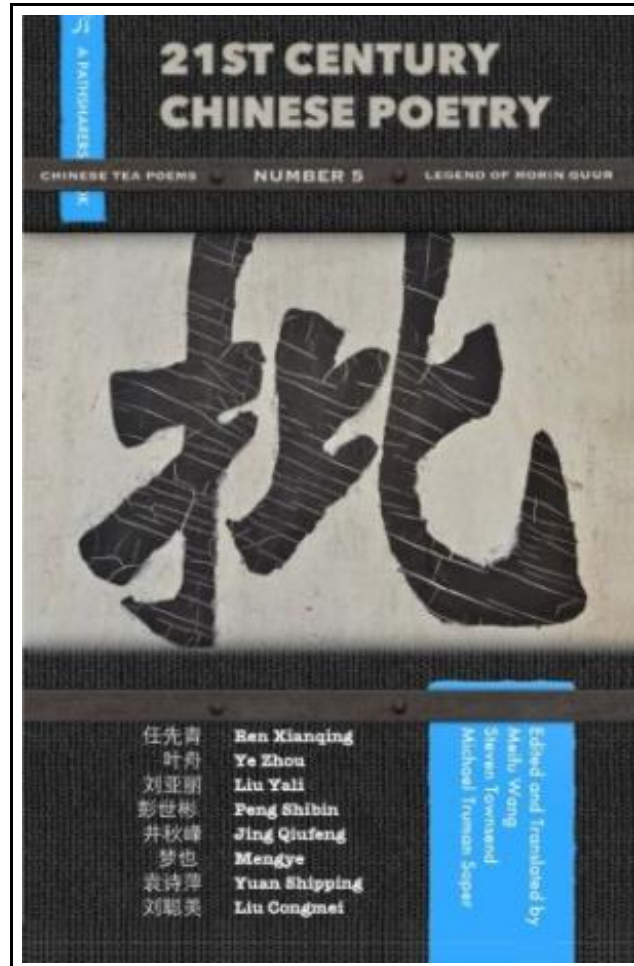 A PATHSHARERS
OK
21ST CENTURY
CHINESE POETRY
CHINESE TEA POEMS
NUMBER 5
LEGEND OF MORIN QUUR
批
任先青 Ren Xianqing
叶舟 Ye Zhou
刘亚丽 Liu Yali
彭世彬 Peng Shibin
井秋峰 Jing Qiufeng
梦也 Mengye
袁诗萍 Yuan Shipping
刘聪美 Liu Congmei
Edited and Translated by
Meifu Wang
Steven Townsend
Michael Truman Soper